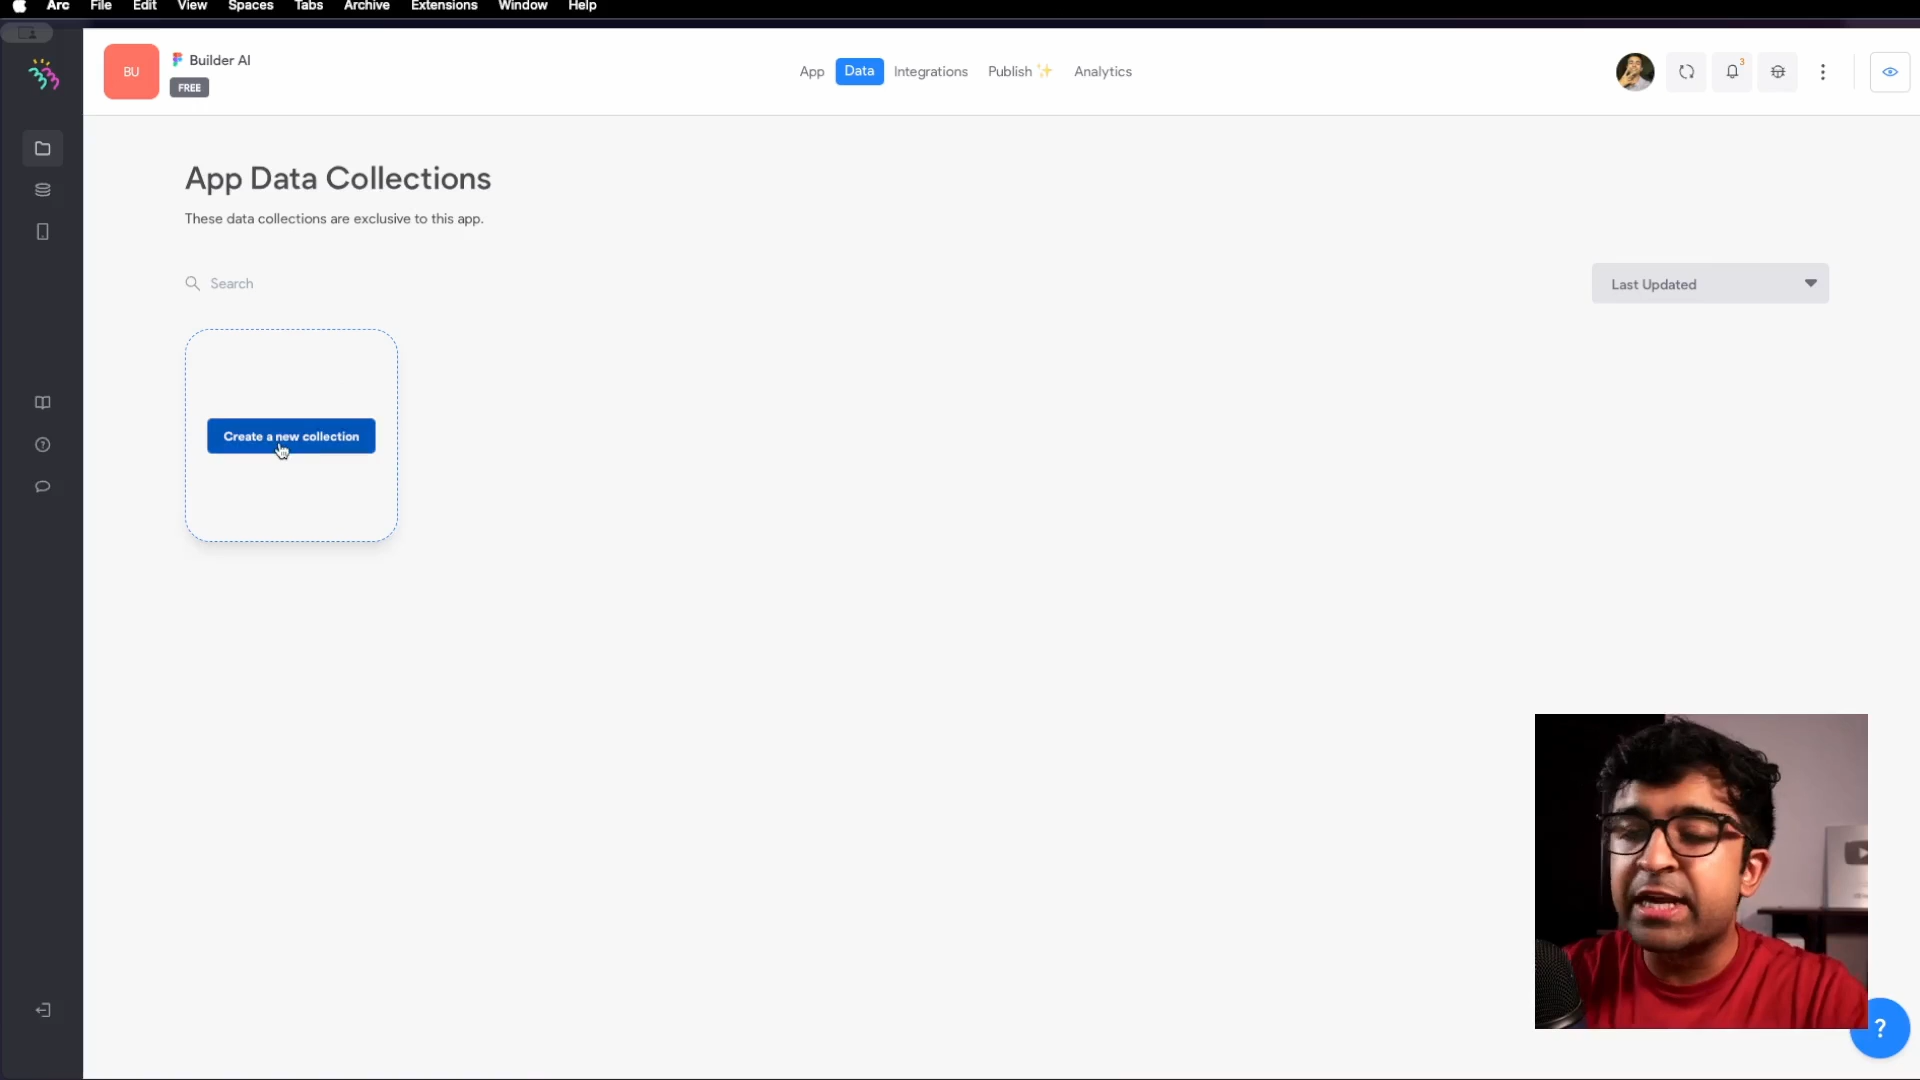 Arc File Edit View Spaces Tabs Archive Extensions Window Help
BU
Builder AI
FREE
App Data Integrations Publish ✨ Analytics
3
App Data Collections
These data collections are exclusive to this app.
Search
Last Updated
Create a new collection
?